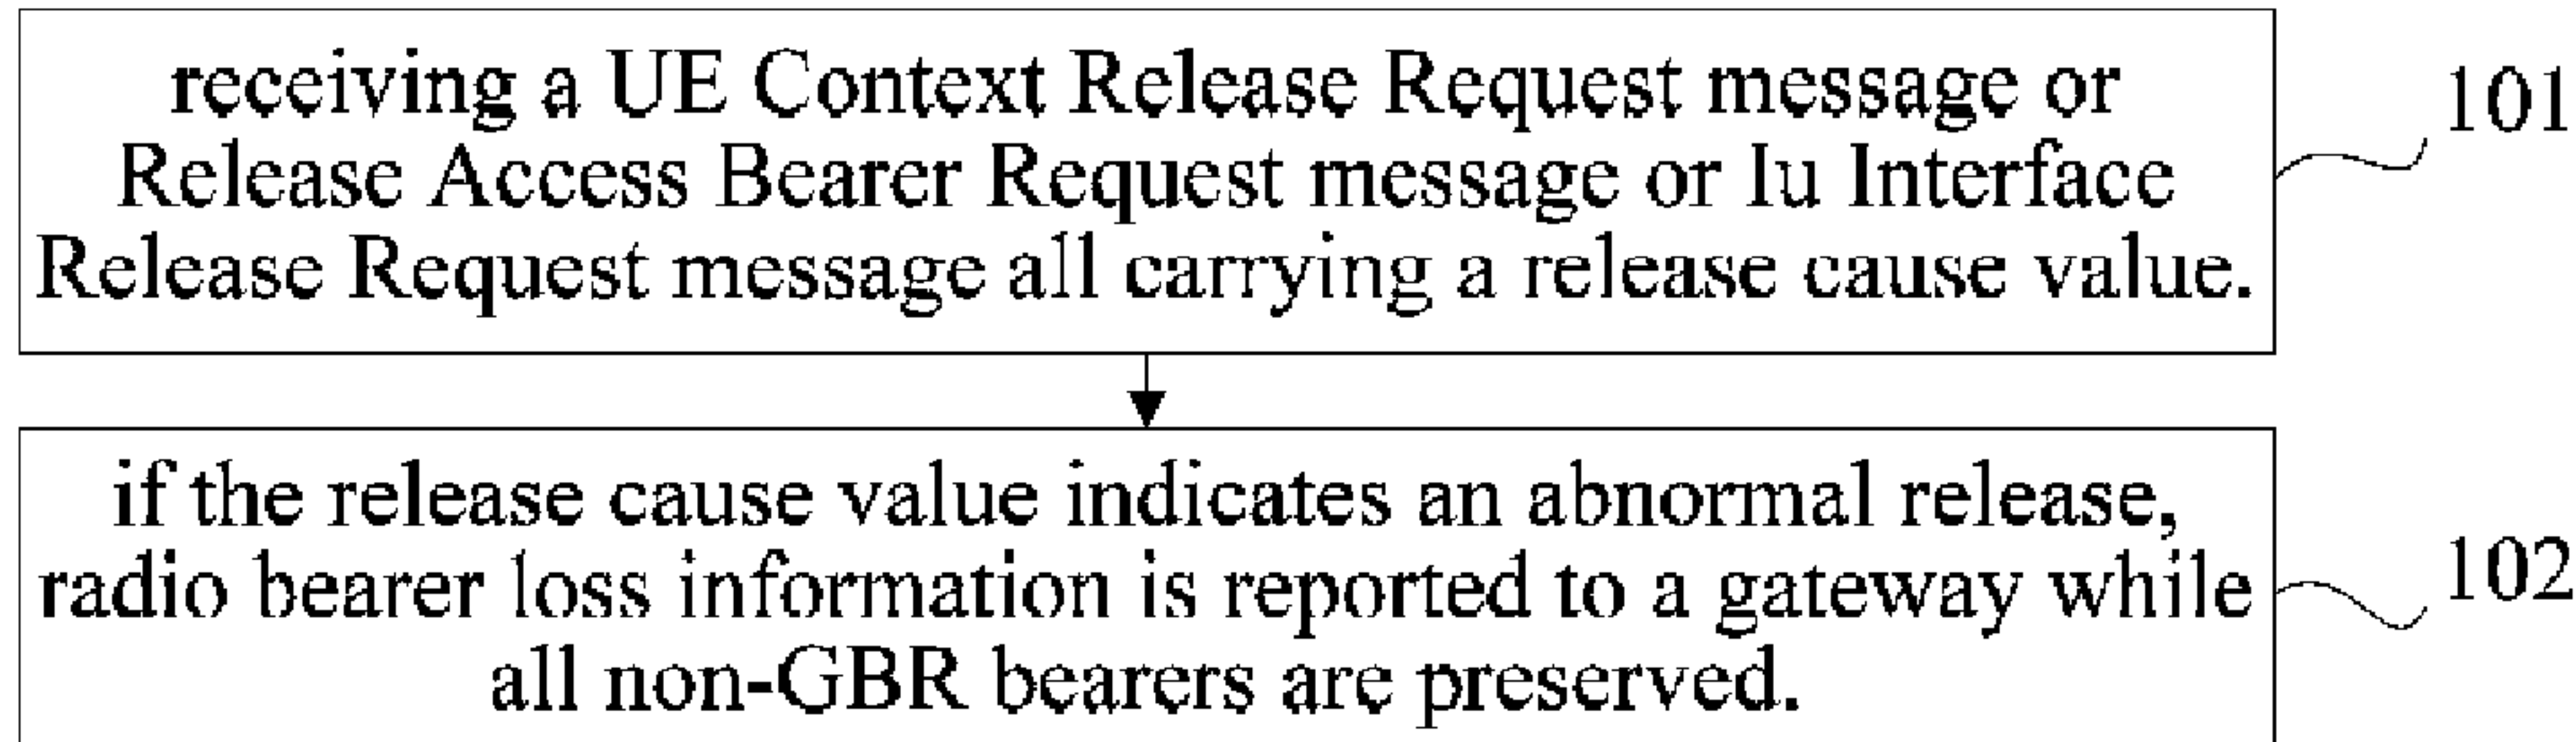 receiving a UE Context Release Request message or
Release Access Bearer Request message or Iu Interface
Release Request message all carrying a release cause value.
101
if the release cause value indicates an abnormal release,
radio bearer loss information is reported to a gateway while
all non-GBR bearers are preserved.
102